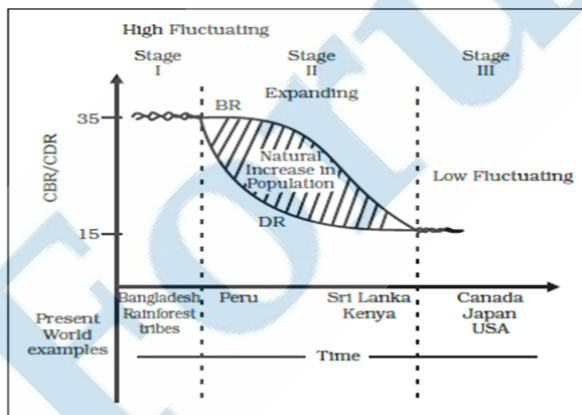 High Fluctuating
Stage Stage Stage
I II III
Expanding
BR
35
Natural
Increase in
Population
CBR/CDR
Low Fluctuating
DR
15
Bangladesh Peru Sri Lanka Canada
Present Rainforest Kenya Japan
World tribes USA
examples
Time